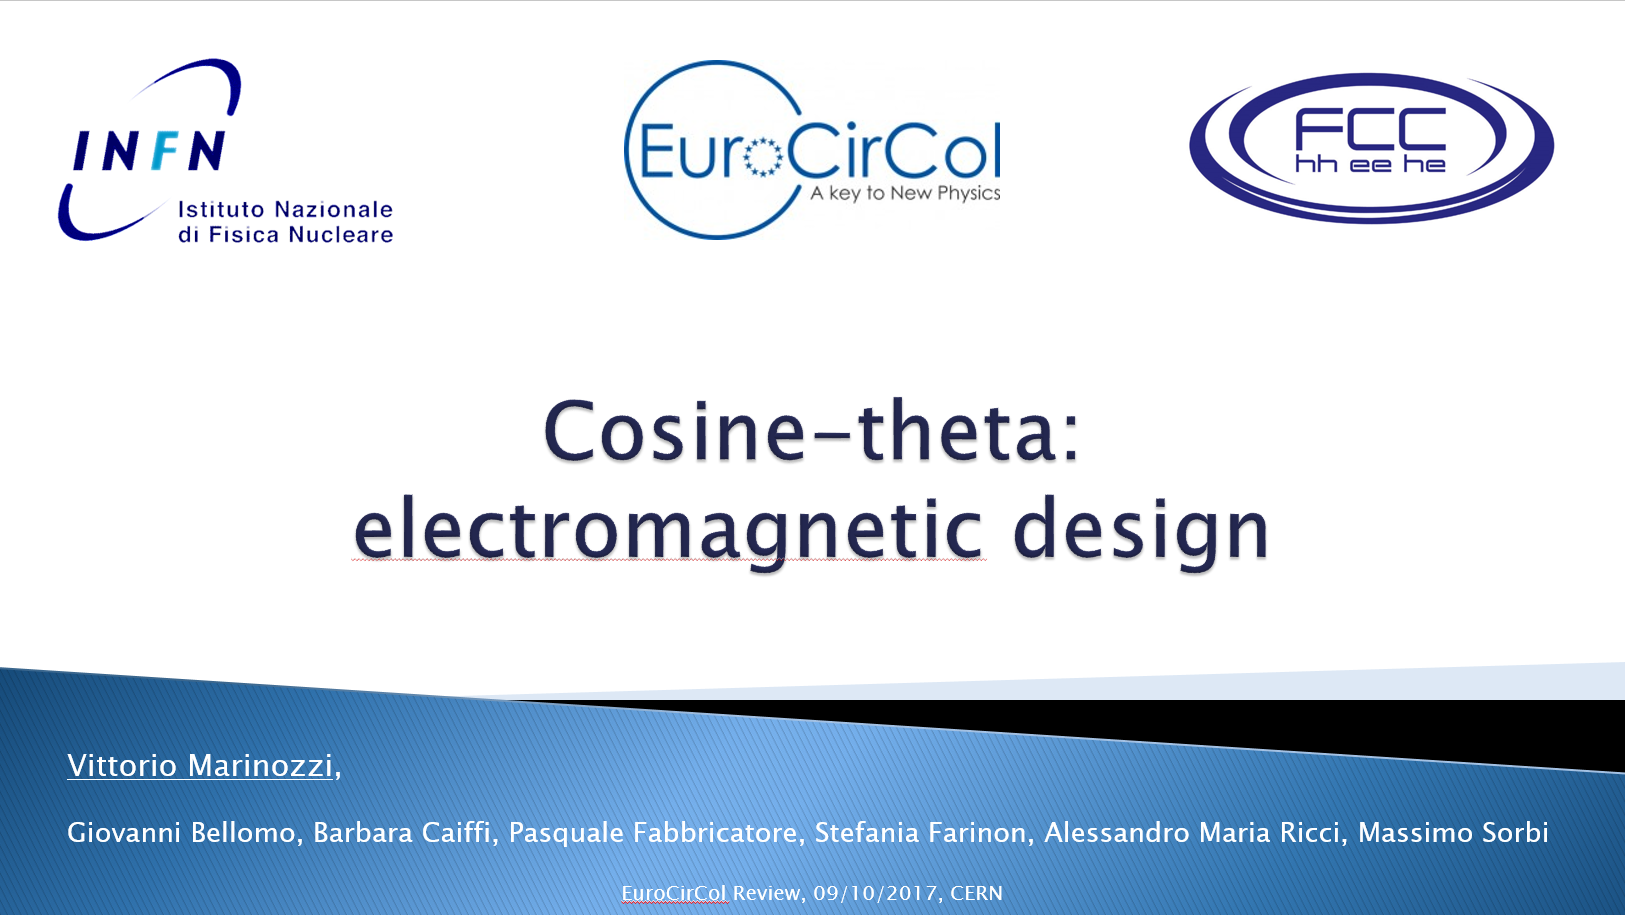 INFN
Istituto Nazionale
di Fisica Nucleare
EuroCirCol
A key to New Physics
FCC
hh ee he
Cosine-theta:
electromagnetic design
Vittorio Marinozzi,
Giovanni Bellomo, Barbara Caiffi, Pasquale Fabbricatore, Stefania Farinon, Alessandro Maria Ricci, Massimo Sorbi
EuroCirCol Review, 09/10/2017, CERN